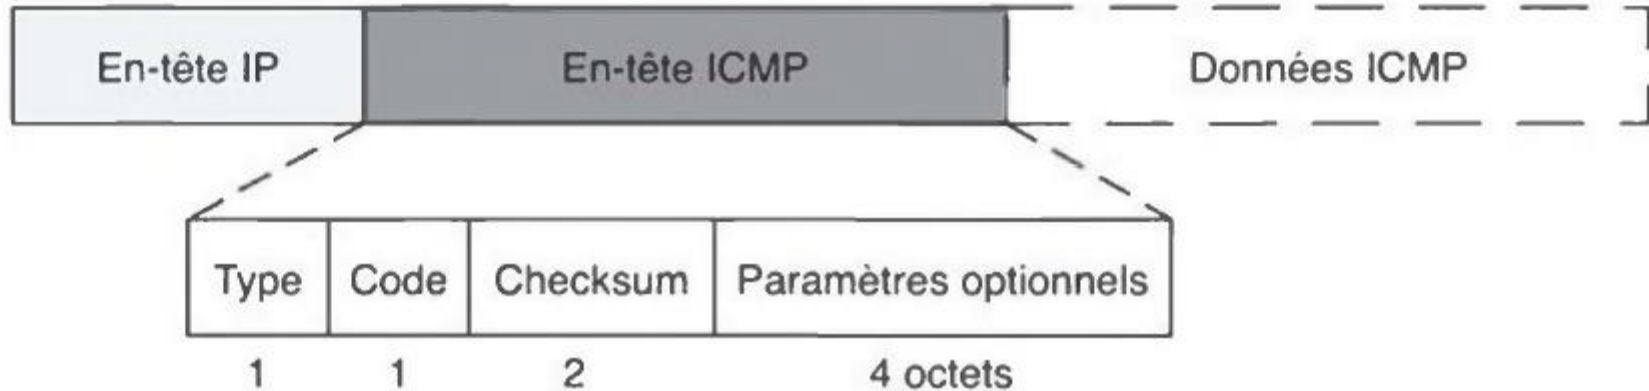 En-tête IP En-tête ICMP Données ICMP
Type Code Checksum Paramètres optionnels
1 1 2 4 octets